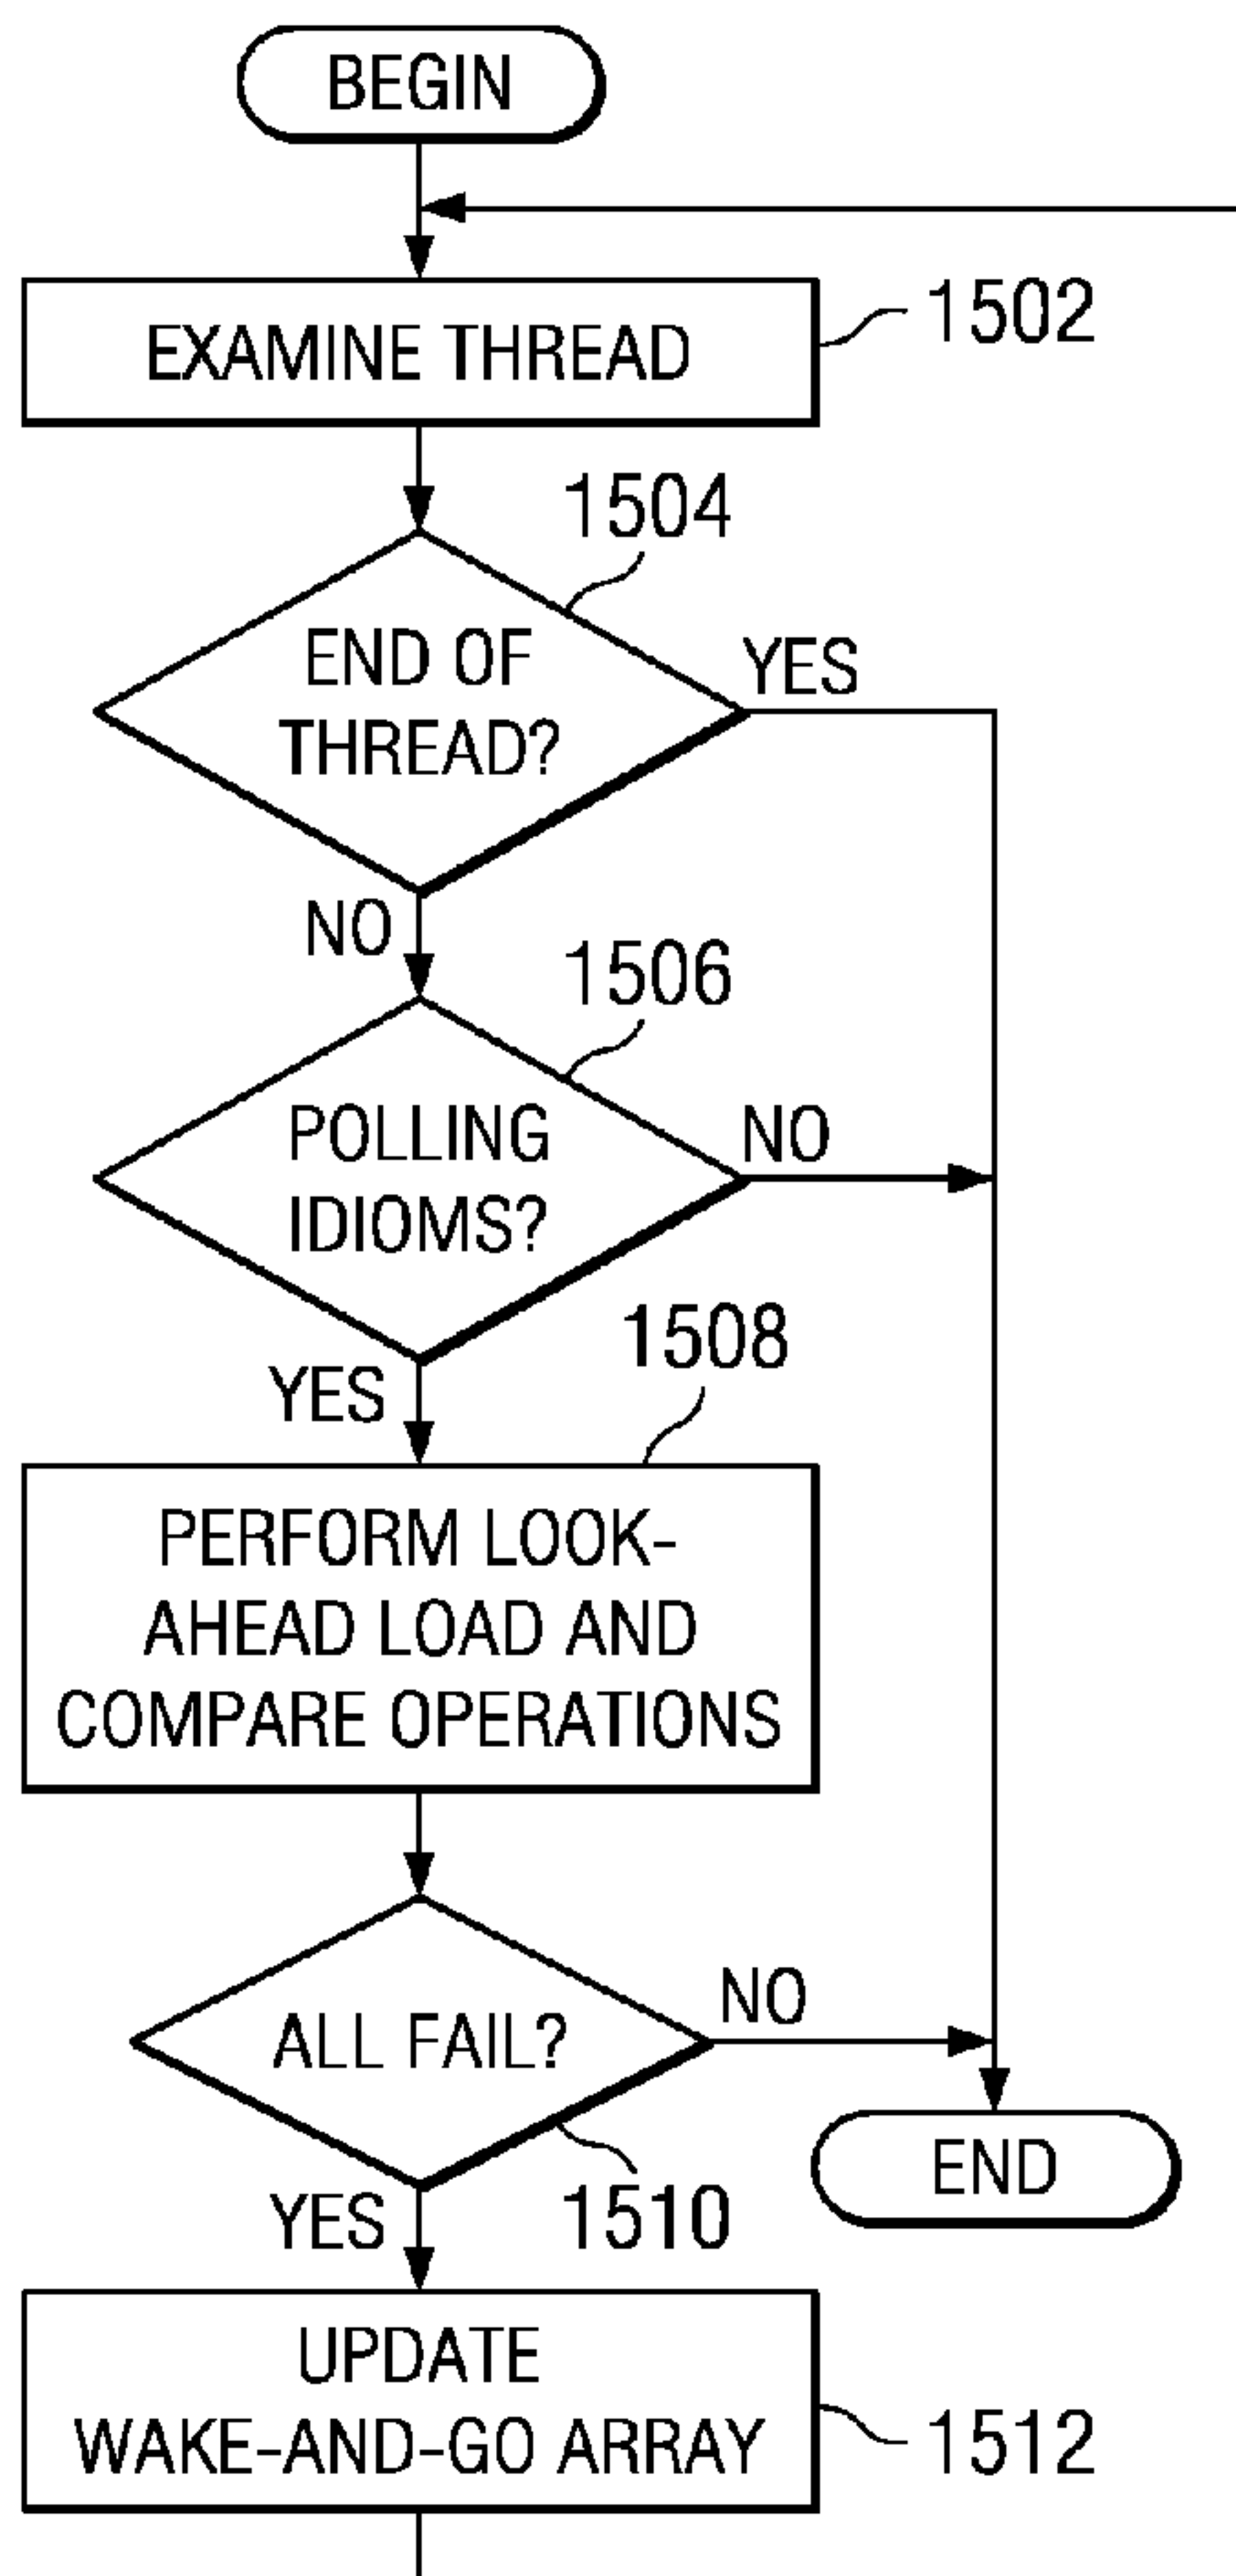 BEGIN
EXAMINE THREAD
1502
1504
END OF
THREAD?
YES
NO
1506
POLLING
IDIOMS?
NO
YES
1508
PERFORM LOOK-
AHEAD LOAD AND
COMPARE OPERATIONS
ALL FAIL?
NO
YES
1510
END
UPDATE
WAKE-AND-GO ARRAY
1512